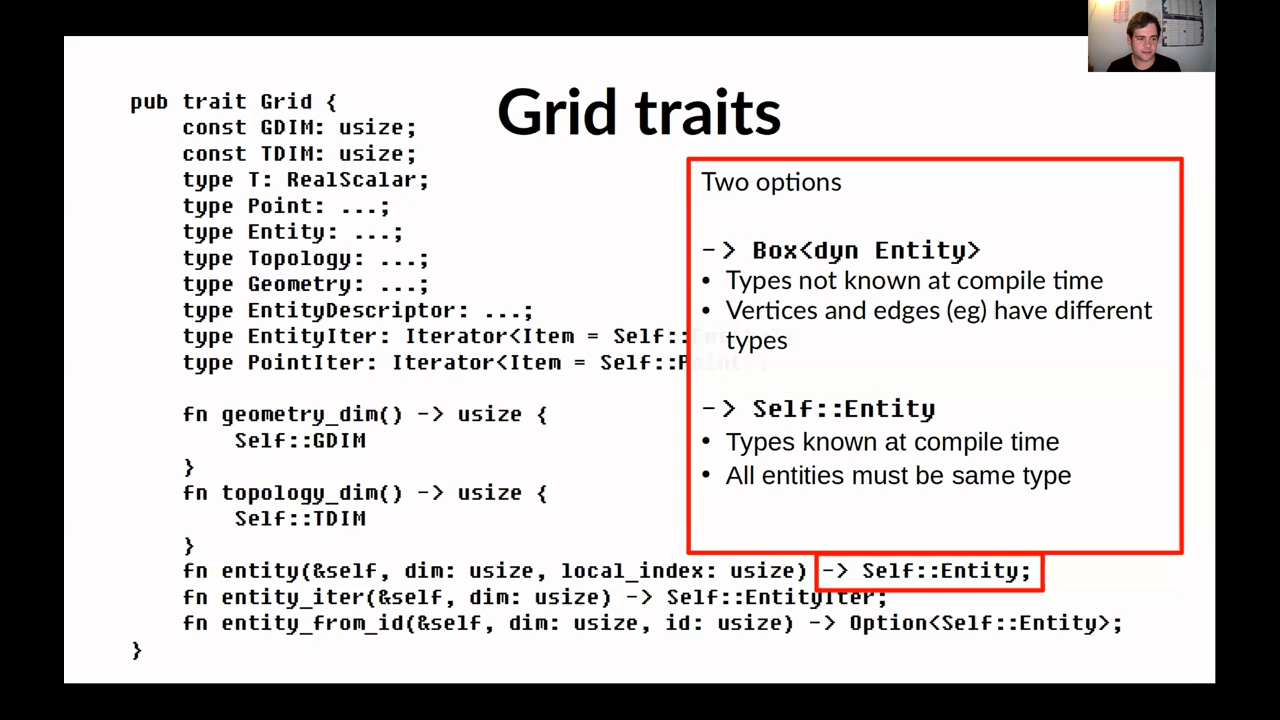 Grid traits
pub trait Grid {
const GDIM: usize;
const TDIM: usize;
type T: RealScalar;
type Point: ...;
type Entity: ...;
type Topology: ...;
type Geometry: ...;
type EntityDescriptor: ...;
type EntityIter: Iterator<Item = Self::Entity>;
type PointIter: Iterator<Item = Self::Point>;
fn geometry_dim() -> usize {
Self::GDIM
}
fn topology_dim() -> usize {
Self::TDIM
}
fn entity(&self, dim: usize, local_index: usize) -> Self::Entity;
fn entity_iter(&self, dim: usize) -> Self::EntityIter;
fn entity_from_id(&self, dim: usize, id: usize) -> Option<Self::Entity>;
}
Two options
-> Box<dyn Entity>
• Types not known at compile time
• Vertices and edges (eg) have different
types
-> Self::Entity
• Types known at compile time
• All entities must be same type